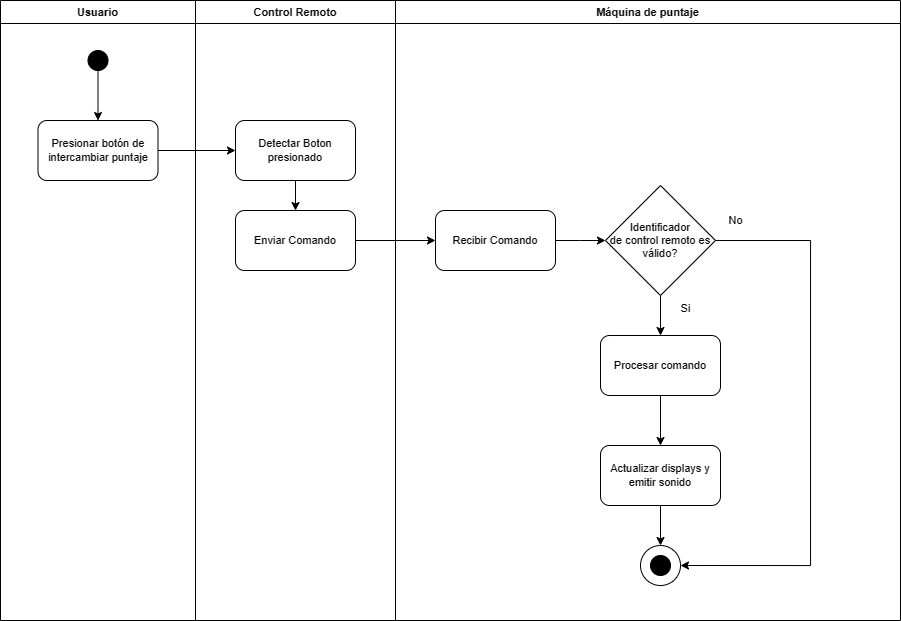 Usuario
Control Remoto
Máquina de puntaje
Presionar botón de
intercambiar puntaje
Detectar Boton
presionado
Enviar Comando
Recibir Comando
Identificador
de control remoto es
válido?
No
Si
Procesar comando
Actualizar displays y
emitir sonido